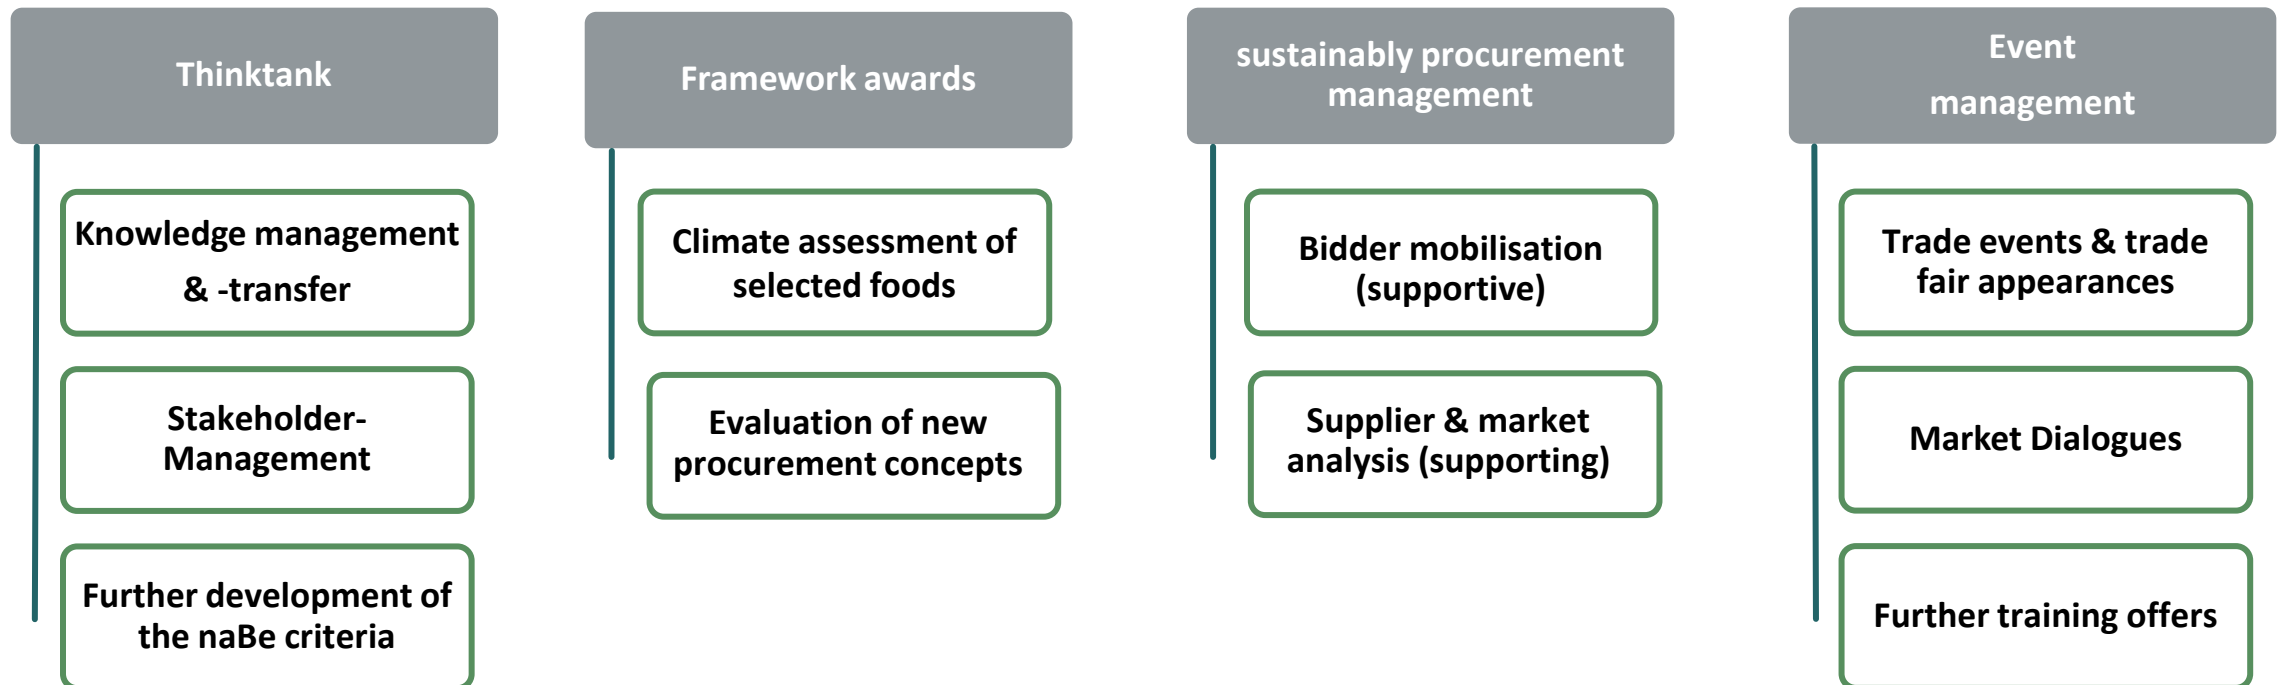 Thinktank
Knowledge management
& -transfer
Stakeholder-
Management
Further development of
the naBe criteria
Framework awards
Climate assessment of
selected foods
Evaluation of new
procurement concepts
sustainably procurement
management
Bidder mobilisation
(supportive)
Supplier & market
analysis (supporting)
Event
management
Trade events & trade
fair appearances
Market Dialogues
Further training offers